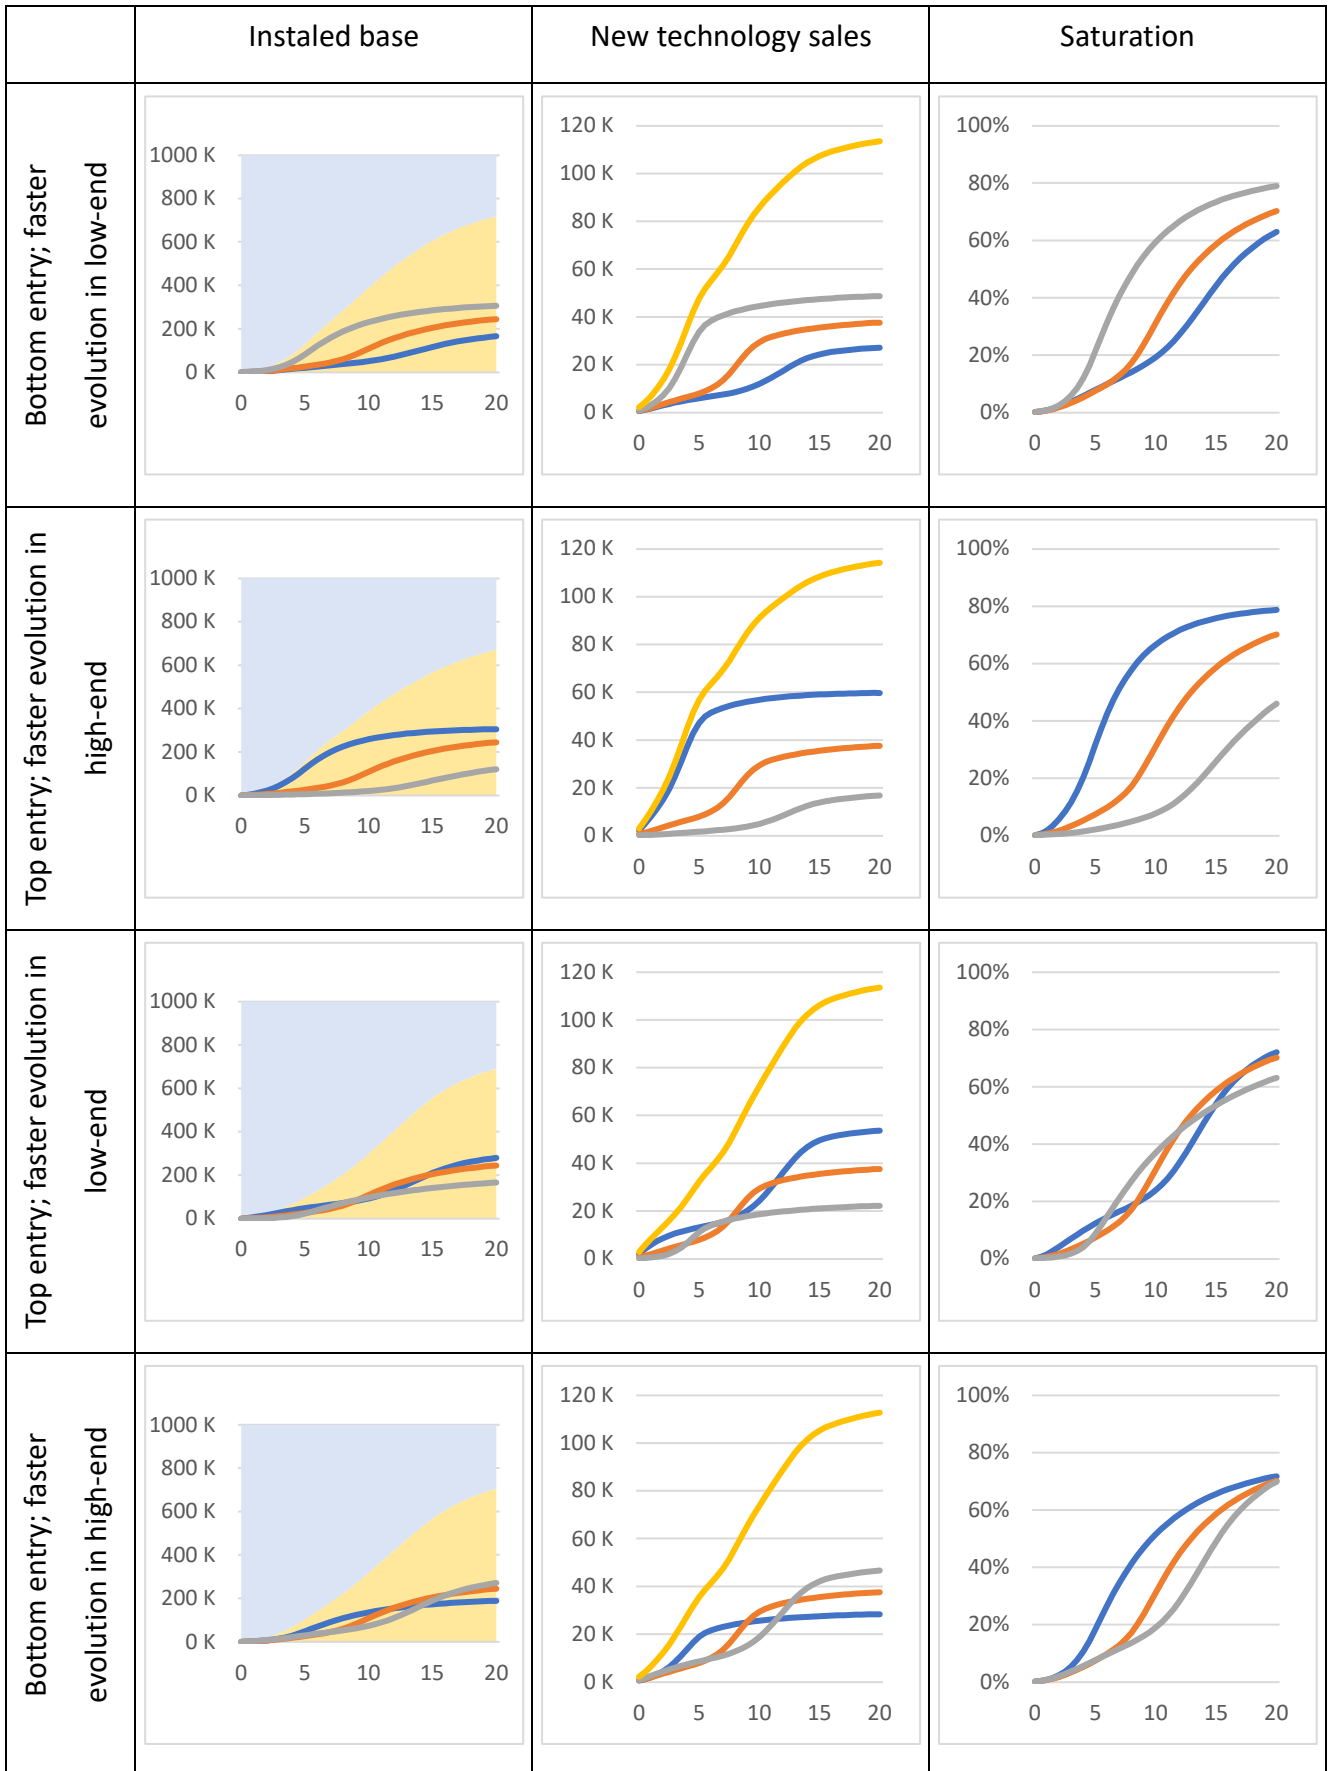 Instaled base
New technology sales
Saturation
Bottom entry; faster
evolution in low-end
1000 K
800 K
600 K
400 K
200 K
0 K
0 5 10 15 20
120 K
100 K
80 K
60 K
40 K
20 K
0 K
0 5 10 15 20
100%
80%
60%
40%
20%
0%
0 5 10 15 20
Top entry; faster evolution in
high-end
1000 K
800 K
600 K
400 K
200 K
0 K
0 5 10 15 20
120 K
100 K
80 K
60 K
40 K
20 K
0 K
0 5 10 15 20
100%
80%
60%
40%
20%
0%
0 5 10 15 20
Top entry; faster evolution in
low-end
1000 K
800 K
600 K
400 K
200 K
0 K
0 5 10 15 20
120 K
100 K
80 K
60 K
40 K
20 K
0 K
0 5 10 15 20
100%
80%
60%
40%
20%
0%
0 5 10 15 20
Bottom entry; faster
evolution in high-end
1000 K
800 K
600 K
400 K
200 K
0 K
0 5 10 15 20
120 K
100 K
80 K
60 K
40 K
20 K
0 K
0 5 10 15 20
100%
80%
60%
40%
20%
0%
0 5 10 15 20